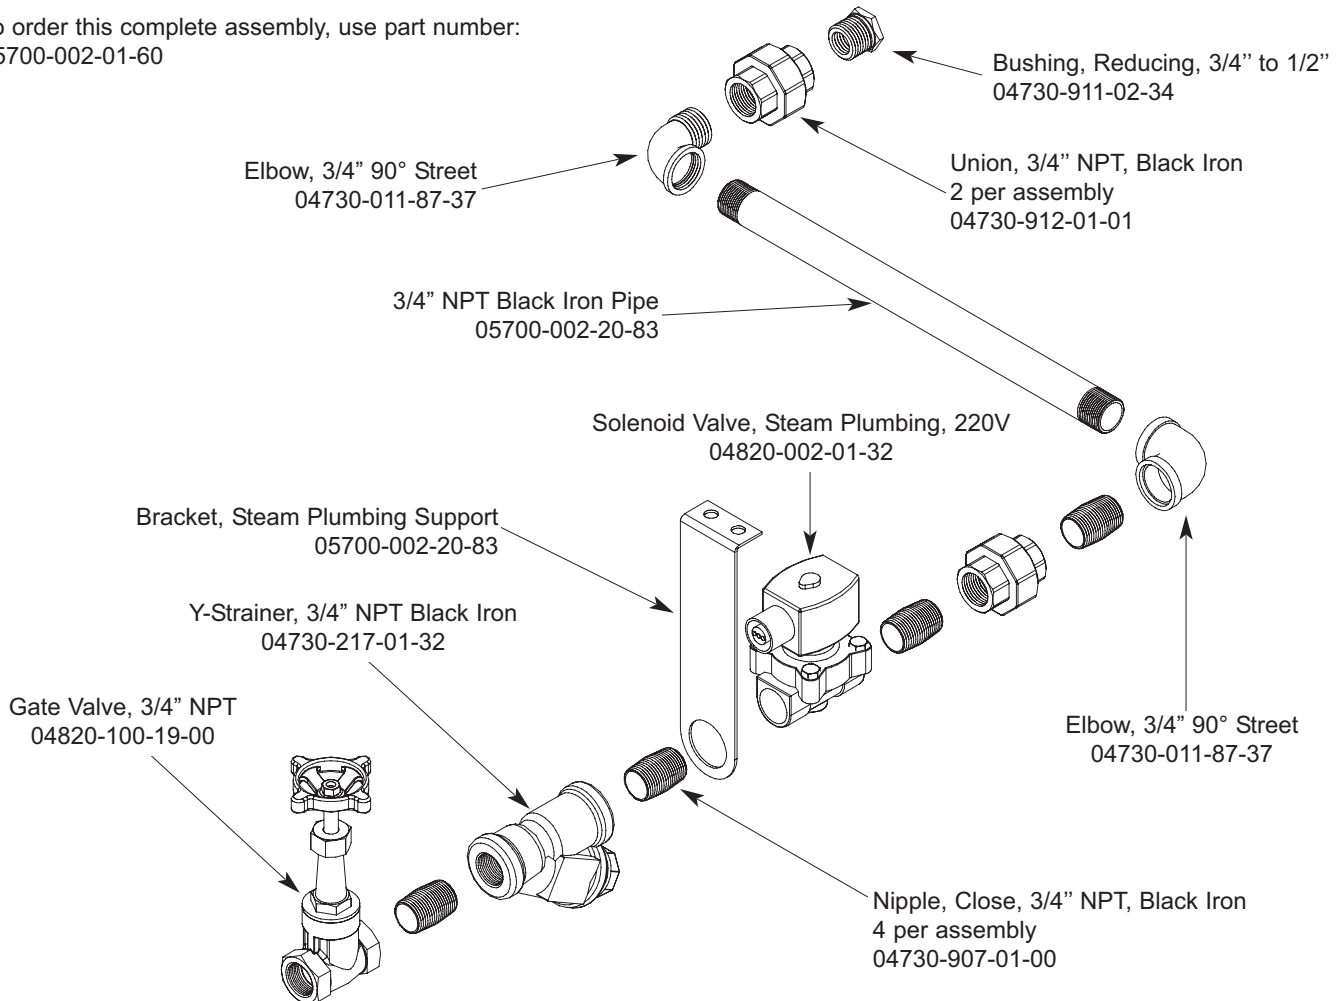 o order this complete assembly, use part number:
5700-002-01-60
Bushing, Reducing, 3/4’’ to 1/2’’
04730-911-02-34
Elbow, 3/4” 90° Street
04730-011-87-37
Union, 3/4’’ NPT, Black Iron
2 per assembly
04730-912-01-01
3/4” NPT Black Iron Pipe
05700-002-20-83
Solenoid Valve, Steam Plumbing, 220V
04820-002-01-32
Bracket, Steam Plumbing Support
05700-002-20-83
Y-Strainer, 3/4” NPT Black Iron
04730-217-01-32
Gate Valve, 3/4” NPT
04820-100-19-00
Elbow, 3/4” 90° Street
04730-011-87-37
Nipple, Close, 3/4’’ NPT, Black Iron
4 per assembly
04730-907-01-00